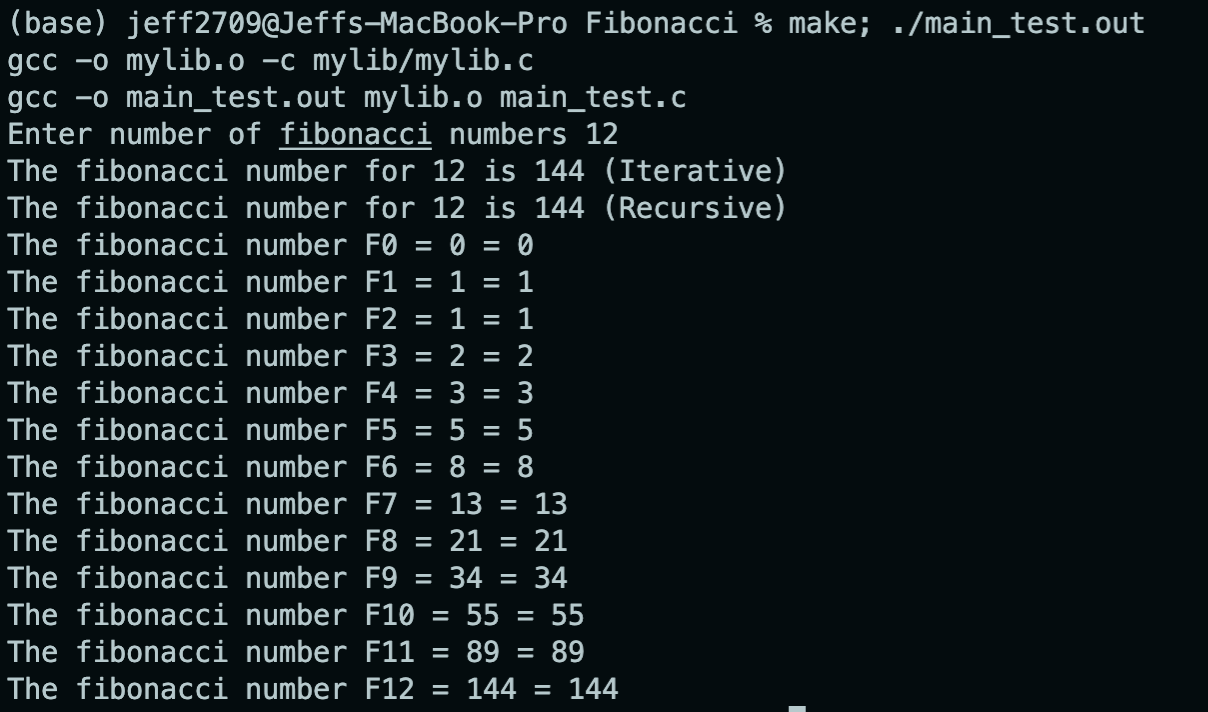 (base) jeff2709@Jeffs-MacBook-Pro Fibonacci % make; ./main_test.out
gcc -o mylib.o -c mylib/mylib.c
gcc -o main_test.out mylib.o main_test.c
Enter number of fibonacci numbers 12
The fibonacci number for 12 is 144 (Iterative)
The fibonacci number for 12 is 144 (Recursive)
The fibonacci number F0 = 0 = 0
The fibonacci number F1 = 1 = 1
The fibonacci number F2 = 1 = 1
The fibonacci number F3 = 2 = 2
The fibonacci number F4 = 3 = 3
The fibonacci number F5 = 5 = 5
The fibonacci number F6 = 8 = 8
The fibonacci number F7 = 13 = 13
The fibonacci number F8 = 21 = 21
The fibonacci number F9 = 34 = 34
The fibonacci number F10 = 55 = 55
The fibonacci number F11 = 89 = 89
The fibonacci number F12 = 144 = 144